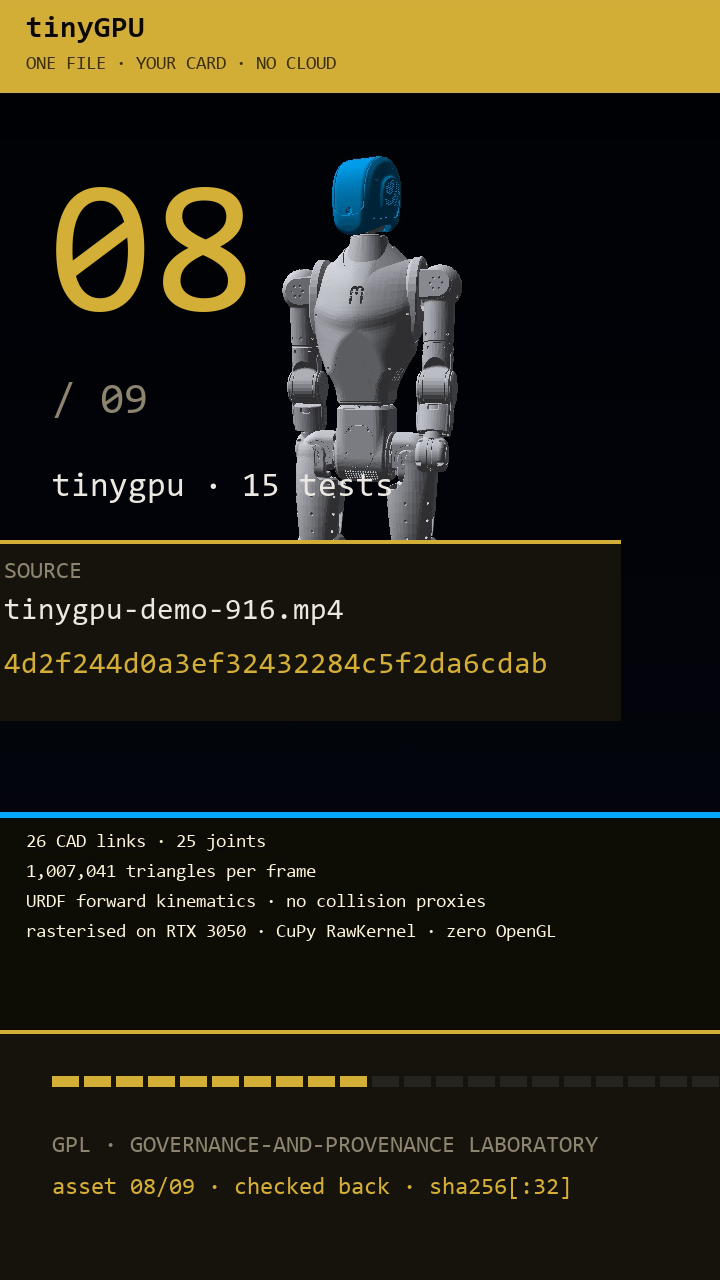 tinyGPU
ONE FILE · YOUR CARD · NO CLOUD
08
/ 09
tinygpu · 15 tests
SOURCE
tinygpu-demo-916.mp4
4d2f244d0a3ef32432284c5f2da6cdab
26 CAD links · 25 joints
1,007,041 triangles per frame
URDF forward kinematics · no collision proxies
rasterised on RTX 3050 · CuPy RawKernel · zero OpenGL
GPL · GOVERNANCE-AND-PROVENANCE LABORATORY
asset 08/09 · checked back · sha256[:32]